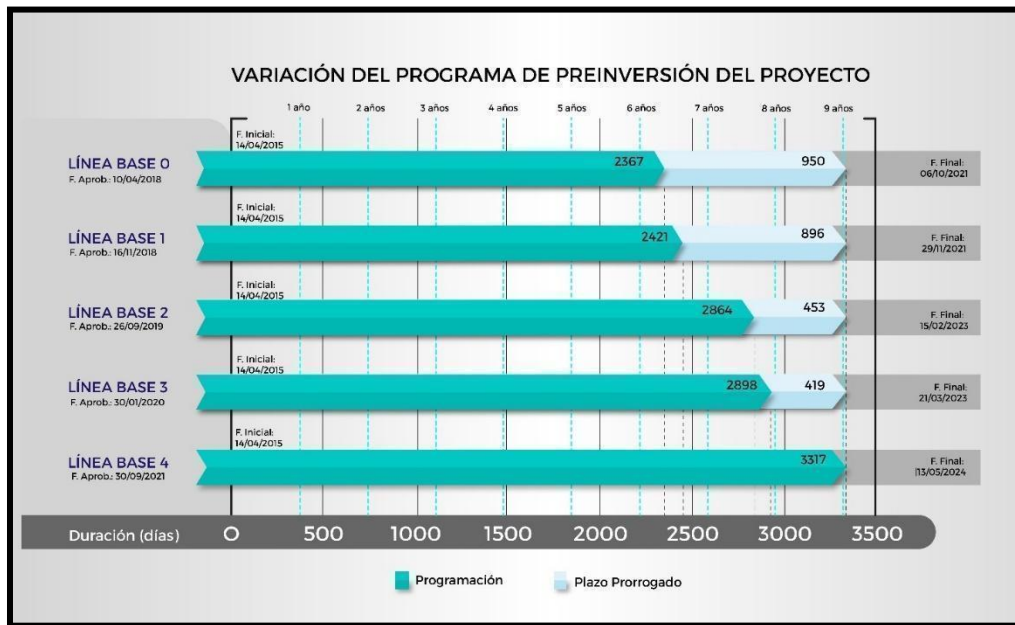 VARIACIÓN DEL PROGRAMA DE PREINVERSIÓN DEL PROYECTO
1 año 2 años 3 años 4 años 5 años 6 años 7 años 8 años 9 años
F. Inicial:
14/04/2015
LÍNEA BASE 0
F. Aprob.: 10/04/2018
2367
950
F. Final:
06/10/2021
F. Inicial:
14/04/2015
LÍNEA BASE 1
F. Aprob.: 16/11/2018
2421
896
F. Final:
29/11/2021
F. Inicial:
14/04/2015
LÍNEA BASE 2
F. Aprob.: 26/09/2019
2864
453
F. Final:
15/02/2023
F. Inicial:
14/04/2015
LÍNEA BASE 3
F. Aprob.: 30/01/2020
2898
419
F. Final:
21/03/2023
F. Inicial:
14/04/2015
LÍNEA BASE 4
F. Aprob.: 30/09/2021
3317
F. Final:
13/05/2024
Duración (días) 0 500 1000 1500 2000 2500 3000 3500
Programación Plazo Prorrogado